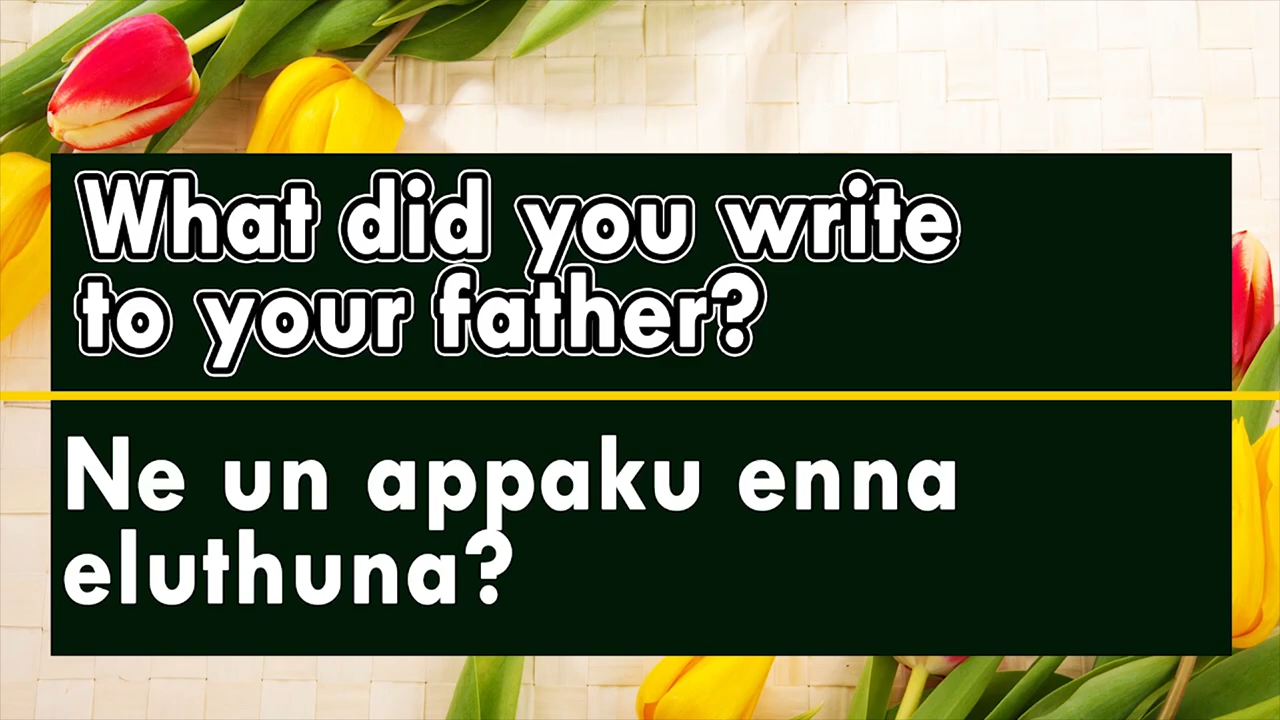 What did you write
to your father?
Ne un appaku enna
eluthuna?